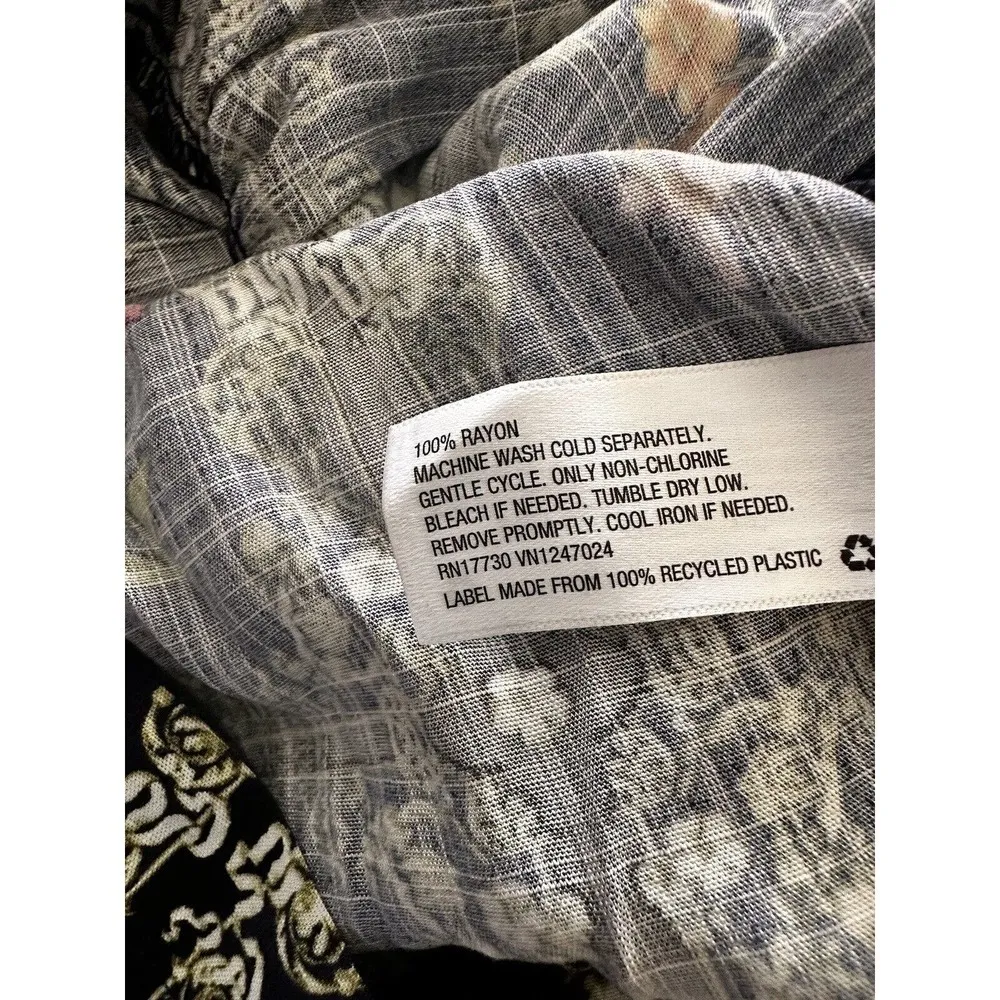 100% RAYON
MACHINE WASH COLD SEPARATELY.
GENTLE CYCLE. ONLY NON-CHLORINE
BLEACH IF NEEDED. TUMBLE DRY LOW.
REMOVE PROMPTLY. COOL IRON IF NEEDED.
RN17730 VN1247024
LABEL MADE FROM 100% RECYCLED PLASTIC